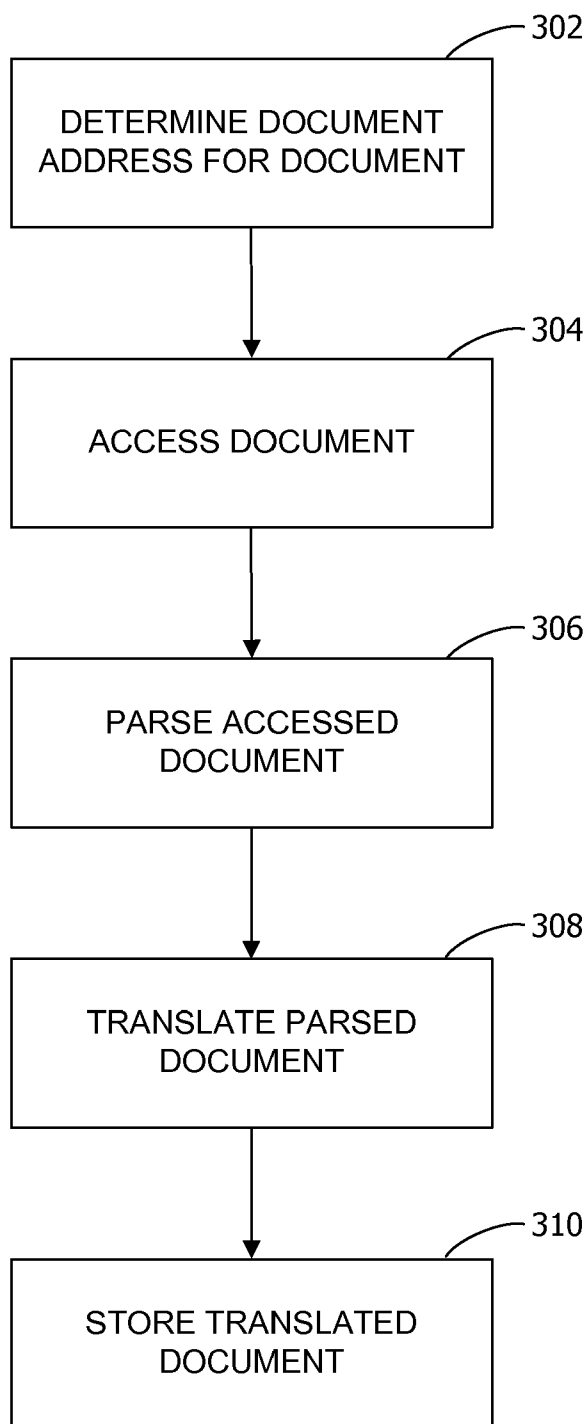 302
DETERMINE DOCUMENT
ADDRESS FOR DOCUMENT
304
ACCESS DOCUMENT
306
PARSE ACCESSED
DOCUMENT
308
TRANSLATE PARSED
DOCUMENT
310
STORE TRANSLATED
DOCUMENT